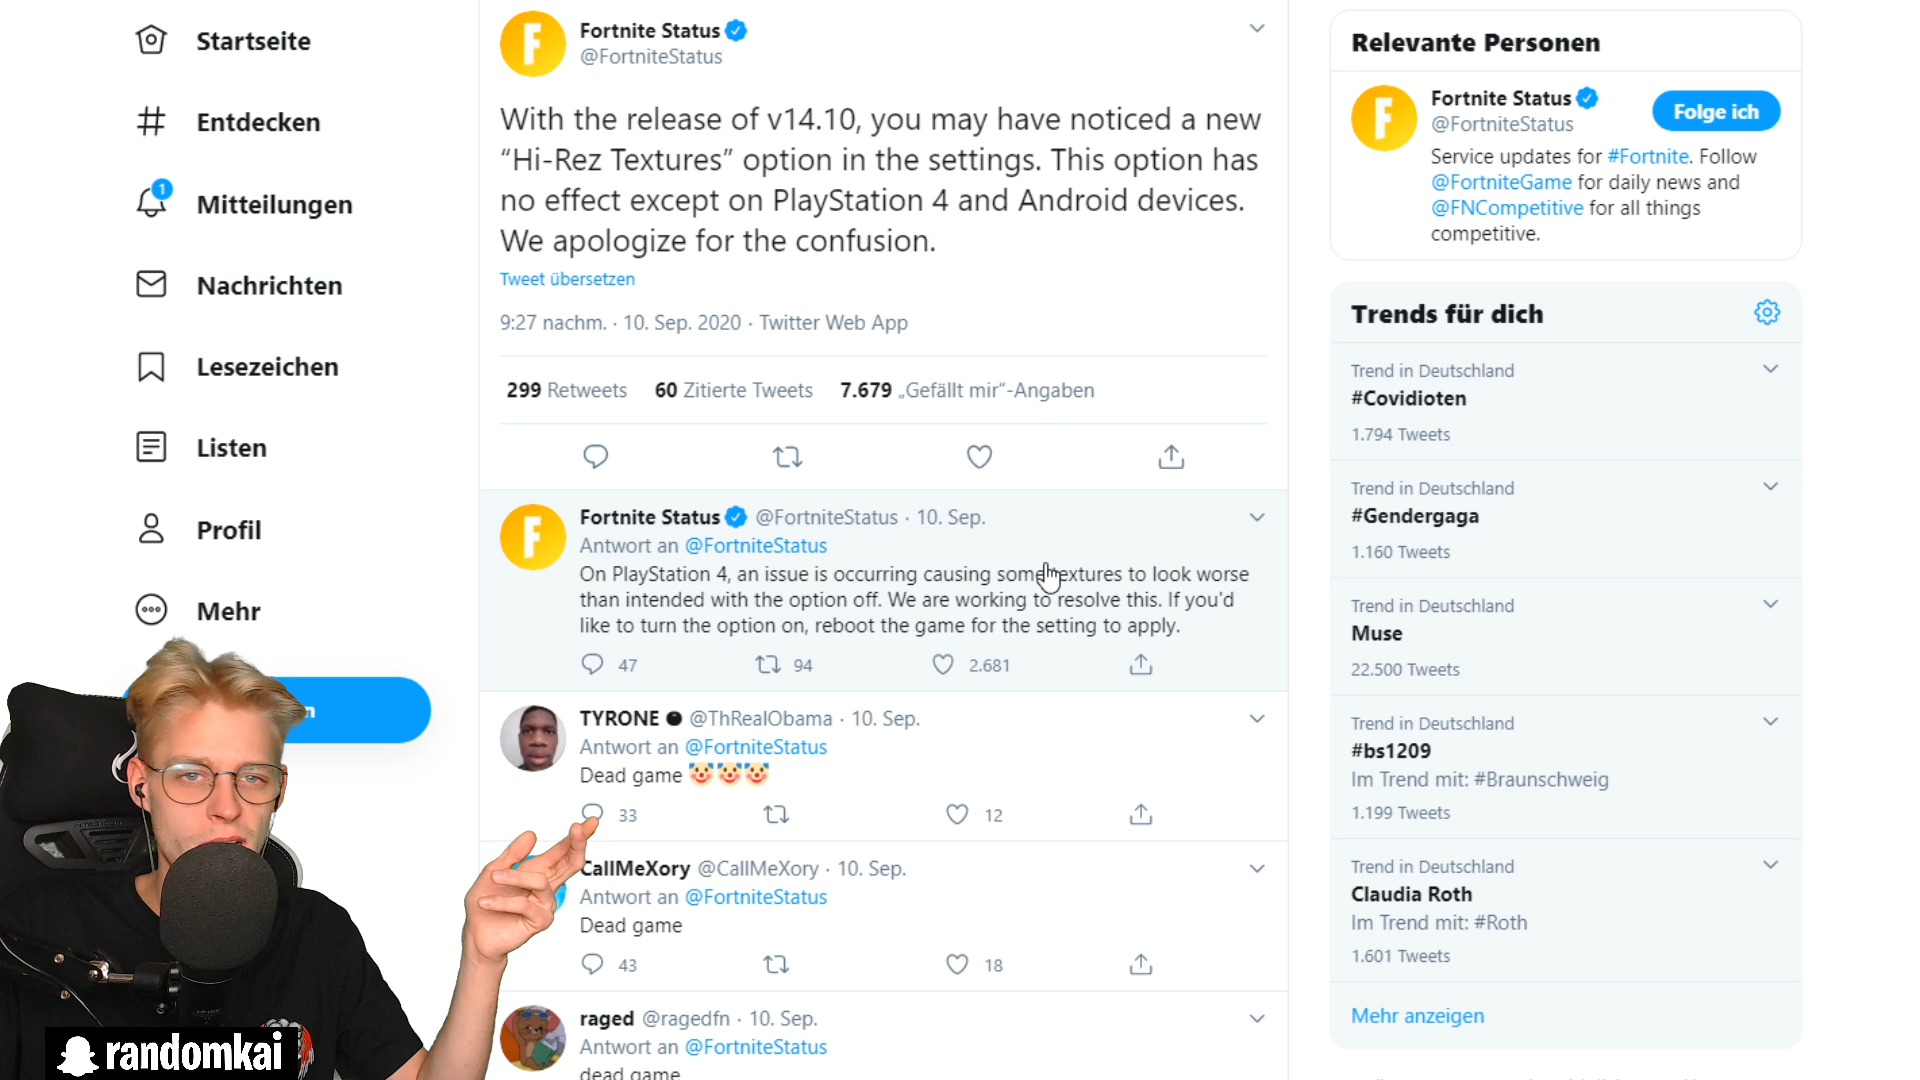 Startseite
Entdecken
1
Mitteilungen
Nachrichten
Lesezeichen
Listen
Profil
Mehr
n
randomkai
Fortnite Status
@FortniteStatus
With the release of v14.10, you may have noticed a new
“Hi-Rez Textures” option in the settings. This option has
no effect except on PlayStation 4 and Android devices.
We apologize for the confusion.
Tweet übersetzen
9:27 nachm. · 10. Sep. 2020 · Twitter Web App
299 Retweets 60 Zitierte Tweets 7.679 „Gefällt mir“-Angaben
Fortnite Status @FortniteStatus · 10. Sep.
Antwort an @FortniteStatus
On PlayStation 4, an issue is occurring causing some textures to look worse
than intended with the option off. We are working to resolve this. If you'd
like to turn the option on, reboot the game for the setting to apply.
47 94 2.681
TYRONE @ThRealObama · 10. Sep.
Antwort an @FortniteStatus
Dead game 🤡🤡🤡
33 12
CallMeXory @CallMeXory · 10. Sep.
Antwort an @FortniteStatus
Dead game
43 18
raged @ragedfn · 10. Sep.
Antwort an @FortniteStatus
dead game
Relevante Personen
Fortnite Status
@FortniteStatus
Folge ich
Service updates for #Fortnite. Follow
@FortniteGame for daily news and
@FNCompetitive for all things
competitive.
Trends für dich
Trend in Deutschland
#Covidioten
1.794 Tweets
Trend in Deutschland
#Gendergaga
1.160 Tweets
Trend in Deutschland
Muse
22.500 Tweets
Trend in Deutschland
#bs1209
Im Trend mit: #Braunschweig
1.199 Tweets
Trend in Deutschland
Claudia Roth
Im Trend mit: #Roth
1.601 Tweets
Mehr anzeigen